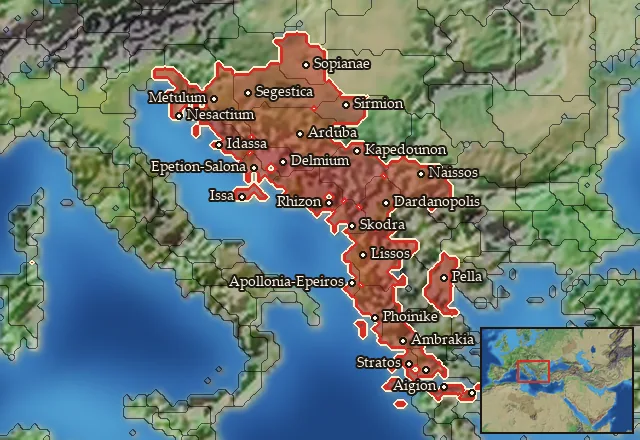 Sopianae
Segestica
Metulum
Sirmion
Nesactium
Arduba
Idassa
Kapedounon
Delmium
Epetion-Salona
Naissos
Issa
Rhizon
Dardanopolis
Skodra
Lissos
Pella
Apollonia-Epeiros
Phoinike
Ambrakia
Stratos
Aigion